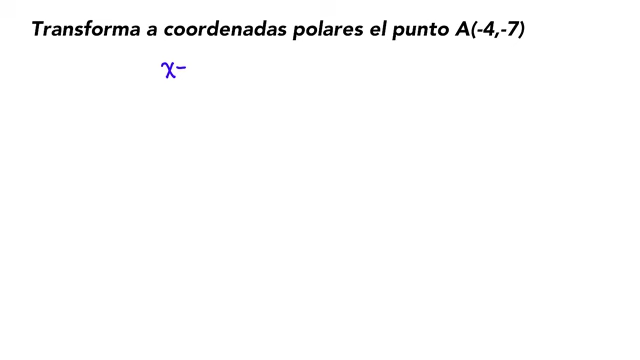 Transforma a coordenadas polares el punto A(-4,-7)
x-